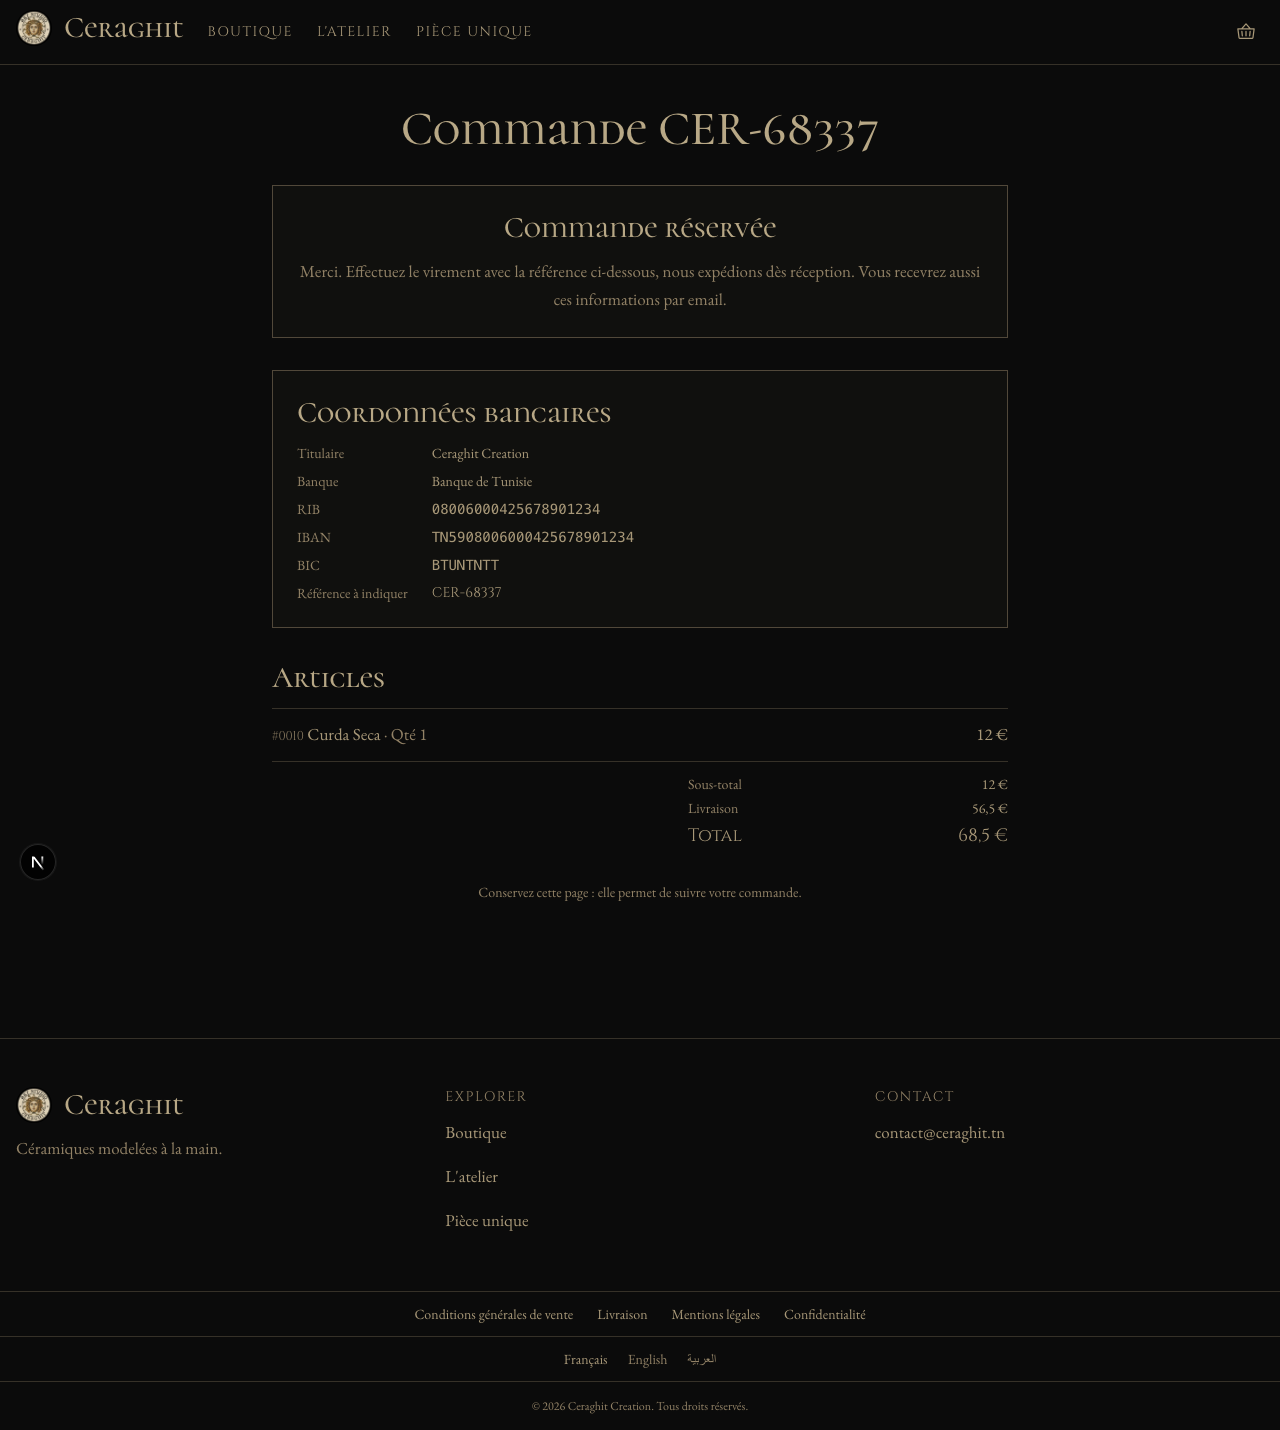 Ceraghit
BOUTIQUE
L'ATELIER
PIÈCE UNIQUE
Commande CER-68337
Commande réservée
Merci. Effectuez le virement avec la référence ci-dessous, nous expédions dès réception. Vous recevrez aussi
ces informations par email.
Coordonnées bancaires
Titulaire Ceraghit Creation
Banque Banque de Tunisie
RIB 08006000425678901234
IBAN TN5908006000425678901234
BIC BTUNTNTT
Référence à indiquer CER-68337
Articles
#0010 Curda Seca · Qté 1 12 €
Sous-total 12 €
Livraison 56,5 €
Total 68,5 €
N
Conservez cette page : elle permet de suivre votre commande.
Ceraghit
Céramiques modelées à la main.
EXPLORER
Boutique
L'atelier
Pièce unique
CONTACT
contact@ceraghit.tn
Conditions générales de vente Livraison Mentions légales Confidentialité
Français English العربية
© 2026 Ceraghit Creation. Tous droits réservés.